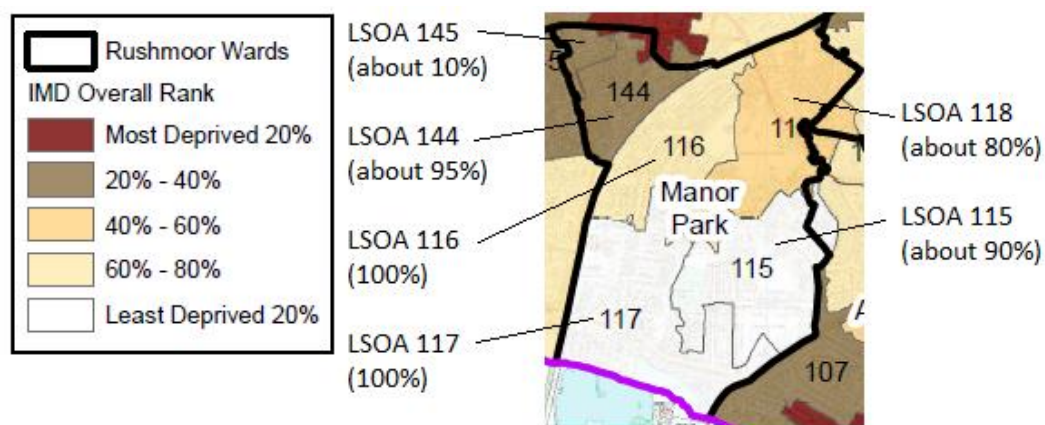 Rushmoor Wards
IMD Overall Rank
Most Deprived 20%
20% - 40%
40% - 60%
60% - 80%
Least Deprived 20%
LSOA 145
(about 10%)
LSOA 144
(about 95%)
LSOA 116
(100%)
LSOA 117
(100%)
5
144
116
11
Manor
Park
115
117
107
LSOA 118
(about 80%)
LSOA 115
(about 90%)